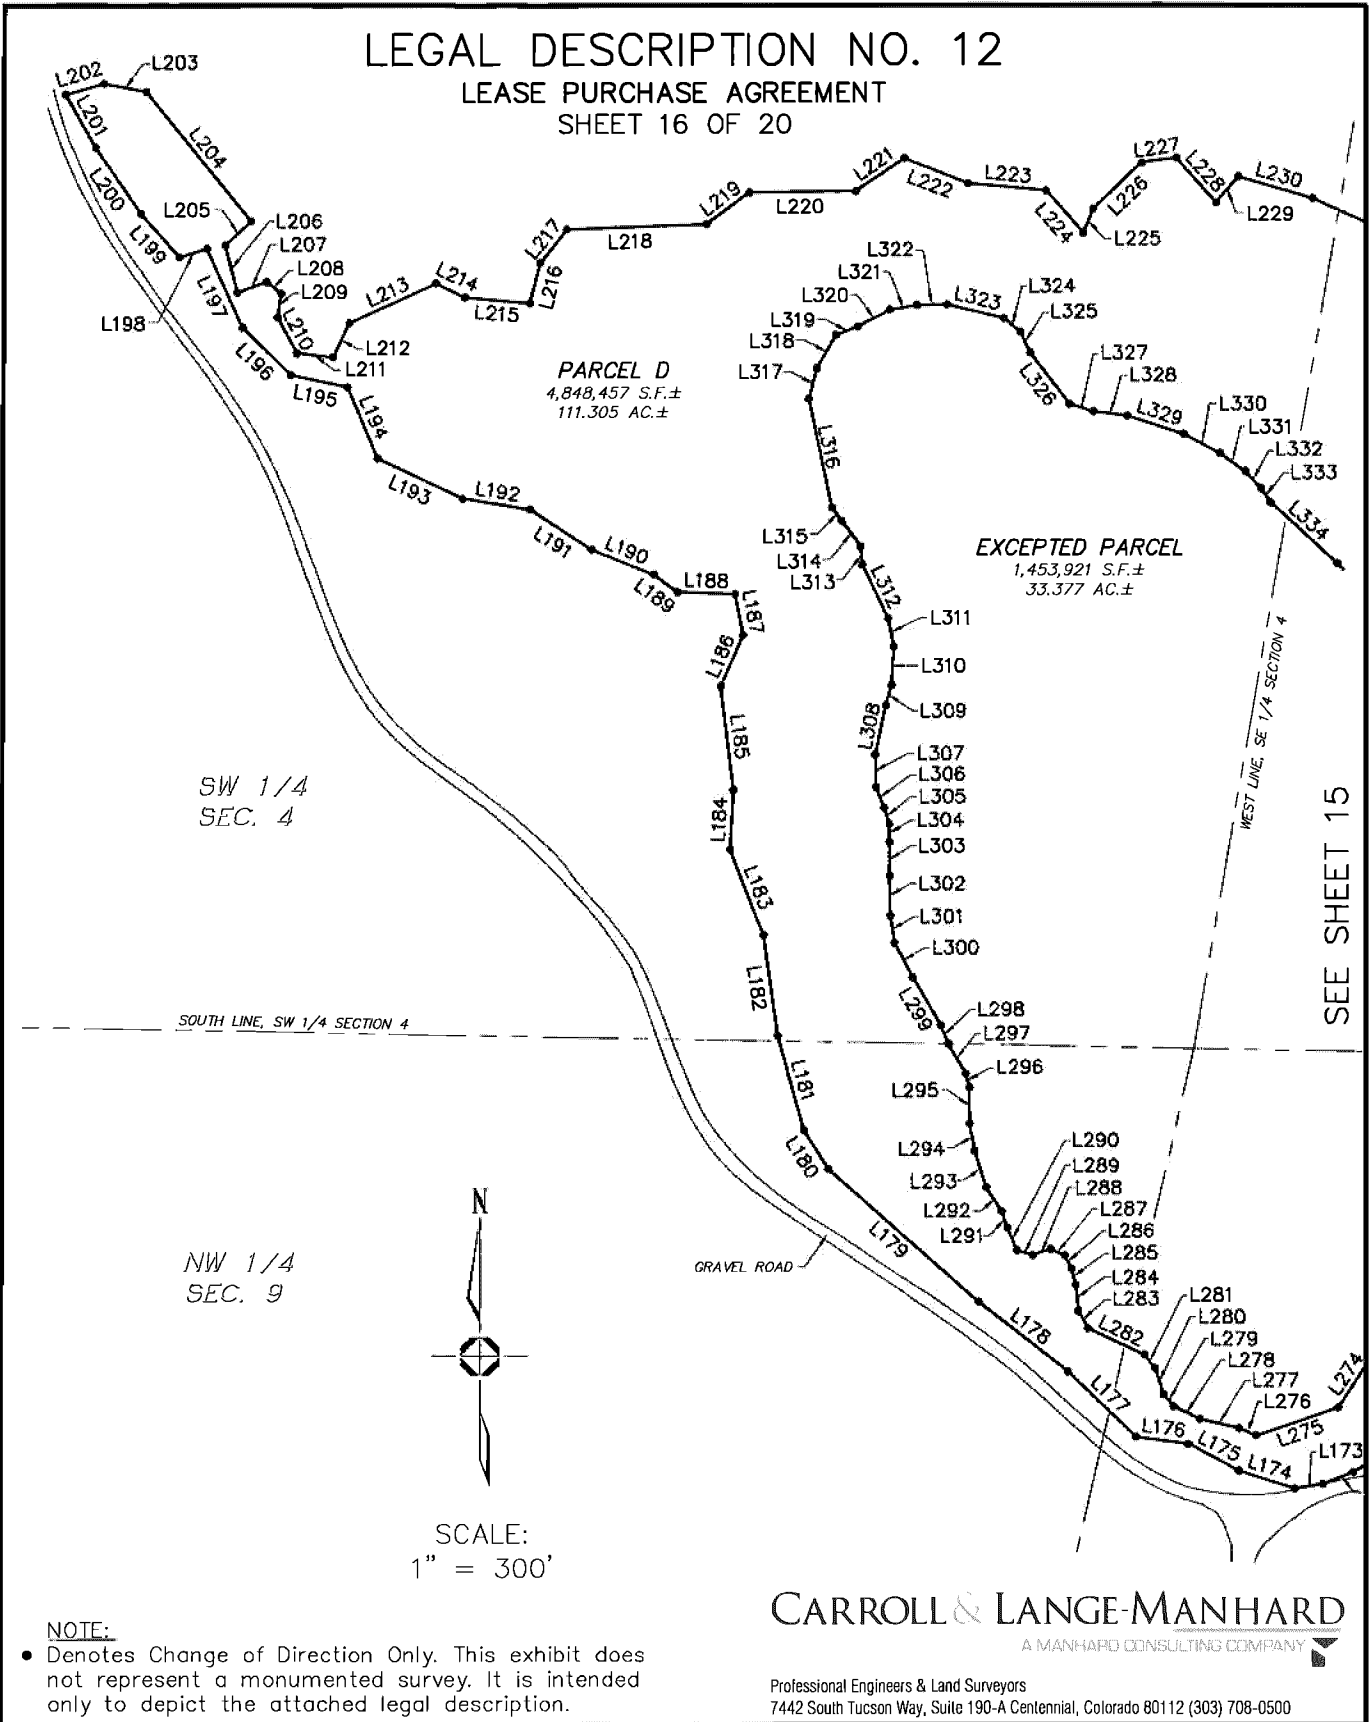 LEGAL DESCRIPTION NO. 12
LEASE PURCHASE AGREEMENT
SHEET 16 OF 20
L202
L203
L201
L204
L200
L205
L206
L207
L208
L209
L199
L198
L197
L210
L211
L212
L196
L195
L213
L214
L215
L216
L217
L218
L219
L220
L221
L222
L223
L224
L225
L226
L227
L228
L229
L230
L322
L321
L320
L319
L318
L317
L323
L324
L325
L326
L327
L328
L329
L330
L331
L332
L333
L334
PARCEL D
4,848,457 S.F.±
111.305 AC.±
L194
L193
L192
L191
L190
L189
L188
L187
L186
L185
L184
L183
L182
L181
L180
L179
L178
L177
L176
L175
L174
L173
L316
L315
L314
L313
L312
L311
L310
L309
L308
L307
L306
L305
L304
L303
L302
L301
L300
L299
L298
L297
L296
L295
L294
L293
L292
L291
L290
L289
L288
L287
L286
L285
L284
L283
L282
L281
L280
L279
L278
L277
L276
L275
L274
EXCEPTED PARCEL
1,453,921 S.F.±
33.377 AC.±
WEST LINE, SE 1/4 SECTION 4
SEE SHEET 15
SW 1/4
SEC. 4
SOUTH LINE, SW 1/4 SECTION 4
NW 1/4
SEC. 9
N
GRAVEL ROAD
SCALE:
1" = 300'
NOTE:
● Denotes Change of Direction Only. This exhibit does
not represent a monumented survey. It is intended
only to depict the attached legal description.
CARROLL & LANGE-MANHARD
A MANHARD CONSULTING COMPANY
Professional Engineers & Land Surveyors
7442 South Tucson Way, Suite 190-A Centennial, Colorado 80112 (303) 708-0500